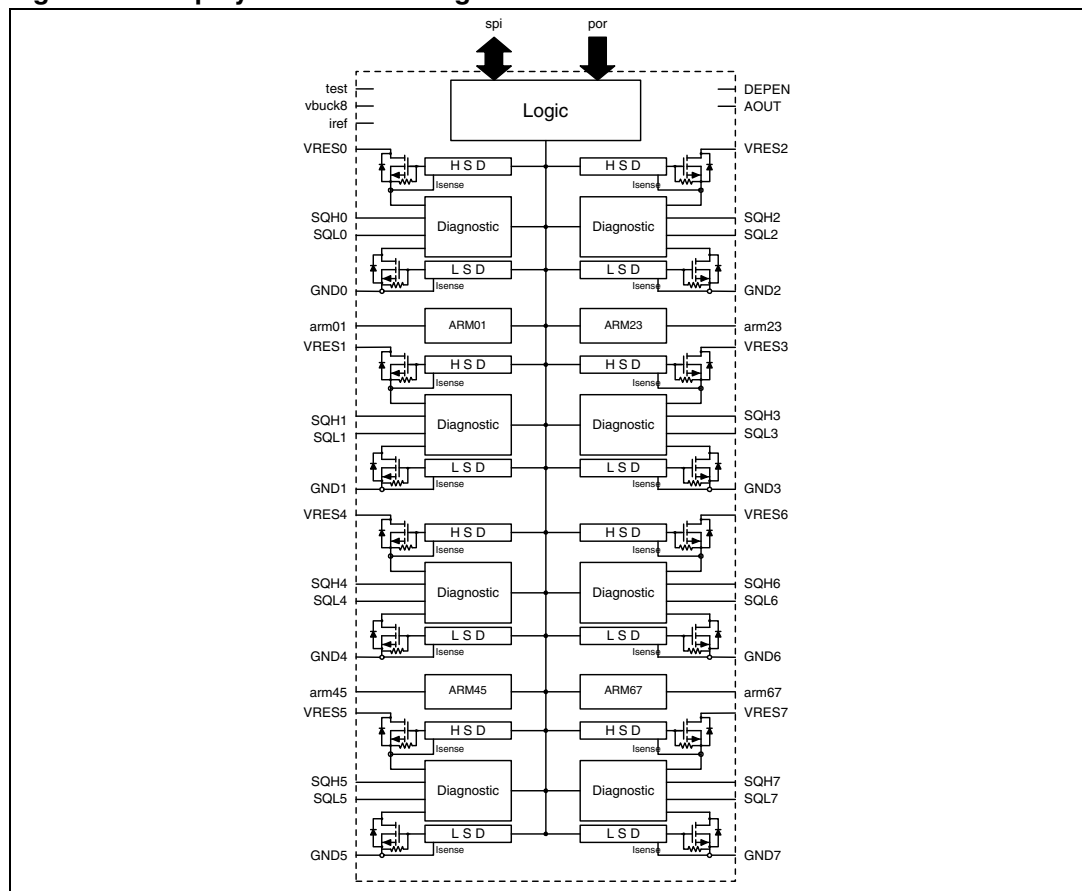 spi por
test DEPEN
vbuck8 AOUT
iref
Logic
VRES0 HSD HSD VRES2
Isense Isense
SQH0 SQH2
Diagnostic Diagnostic
SQL0 SQL2
LSD LSD
Isense Isense
GND0 GND2
arm01 ARM01 ARM23 arm23
VRES1 VRES3
HSD HSD
Isense Isense
SQH1 SQH3
Diagnostic Diagnostic
SQL1 SQL3
LSD LSD
Isense Isense
GND1 GND3
VRES4 VRES6
HSD HSD
Isense Isense
SQH4 SQH6
Diagnostic Diagnostic
SQL4 SQL6
LSD LSD
Isense Isense
GND4 GND6
arm45 ARM45 ARM67 arm67
VRES5 VRES7
HSD HSD
Isense Isense
SQH5 SQH7
Diagnostic Diagnostic
SQL5 SQL7
LSD LSD
Isense Isense
GND5 GND7